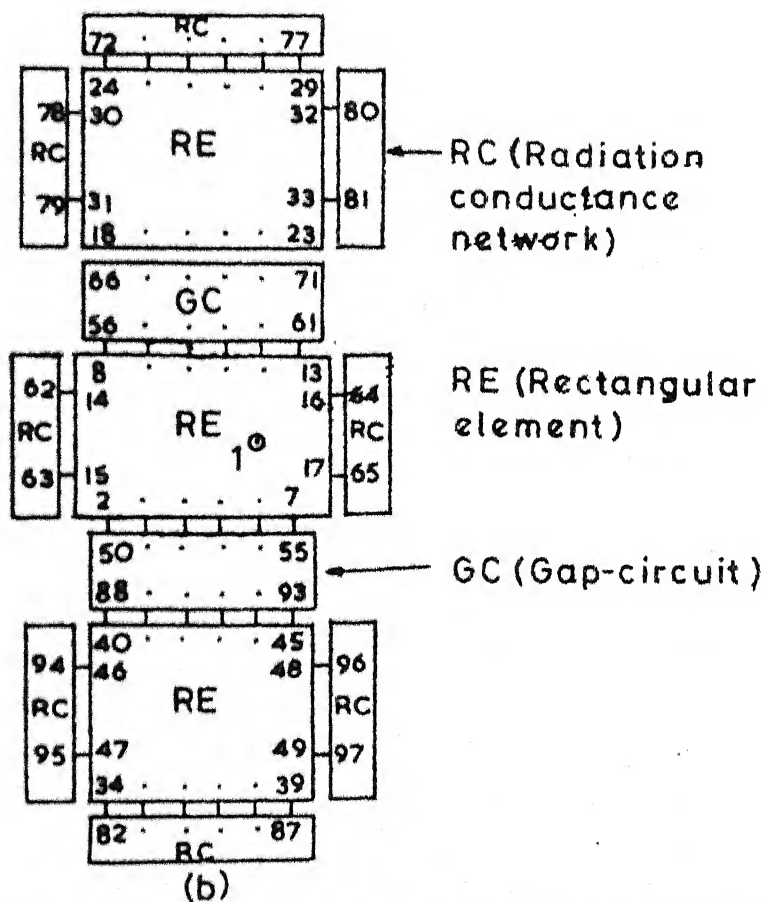 RC
72 · · · · 77
24 · · · · 29
78 30 RE 32 80
RC ← RC (Radiation
79 31 33 81 conductance
18 · · · · 23 network)
66 · · · · 71
GC
56 · · · · 61
8 · · · · 13
62 14 16 64 RE (Rectangular
RC RE RC element)
1
63 15 17 65
2 · · · · 7
50 · · · · 55
GC (Gap-circuit)
88 · · · · 93
40 · · · · 45
94 46 48 96
RC RE RC
95 47 49 97
34 · · · · 39
82 · · · · 87
RC
(b)